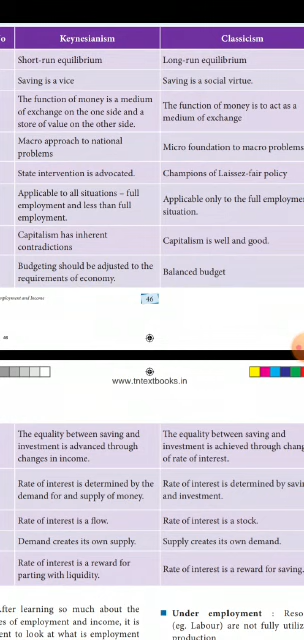 o Keynesianism Classicism
Short-run equilibrium Long-run equilibrium
Saving is a vice Saving is a social virtue.
The function of money is a medium
of exchange on the one side and a
store of value on the other side.
The function of money is to act as a
medium of exchange
Macro approach to national
problems
Micro foundation to macro problems
State intervention is advocated. Champions of Laissez-fair policy
Applicable to all situations – full
employment and less than full
employment.
Applicable only to the full employme
situation.
Capitalism has inherent
contradictions
Capitalism is well and good.
Budgeting should be adjusted to the
requirements of economy.
Balanced budget
mployment and Income 46
www.tntextbooks.in
The equality between saving and
investment is advanced through
changes in income.
The equality between saving and
investment is achieved through chang
of rate of interest.
Rate of interest is determined by the
demand for and supply of money.
Rate of interest is determined by savin
and investment.
Rate of interest is a flow. Rate of interest is a stock.
Demand creates its own supply. Supply creates its own demand.
Rate of interest is a reward for
parting with liquidity.
Rate of interest is a reward for saving.
After learning so much about the
es of employment and income, it is
ent to look at what is employment
Under employment : Reso
(eg. Labour) are not fully utiliz
production